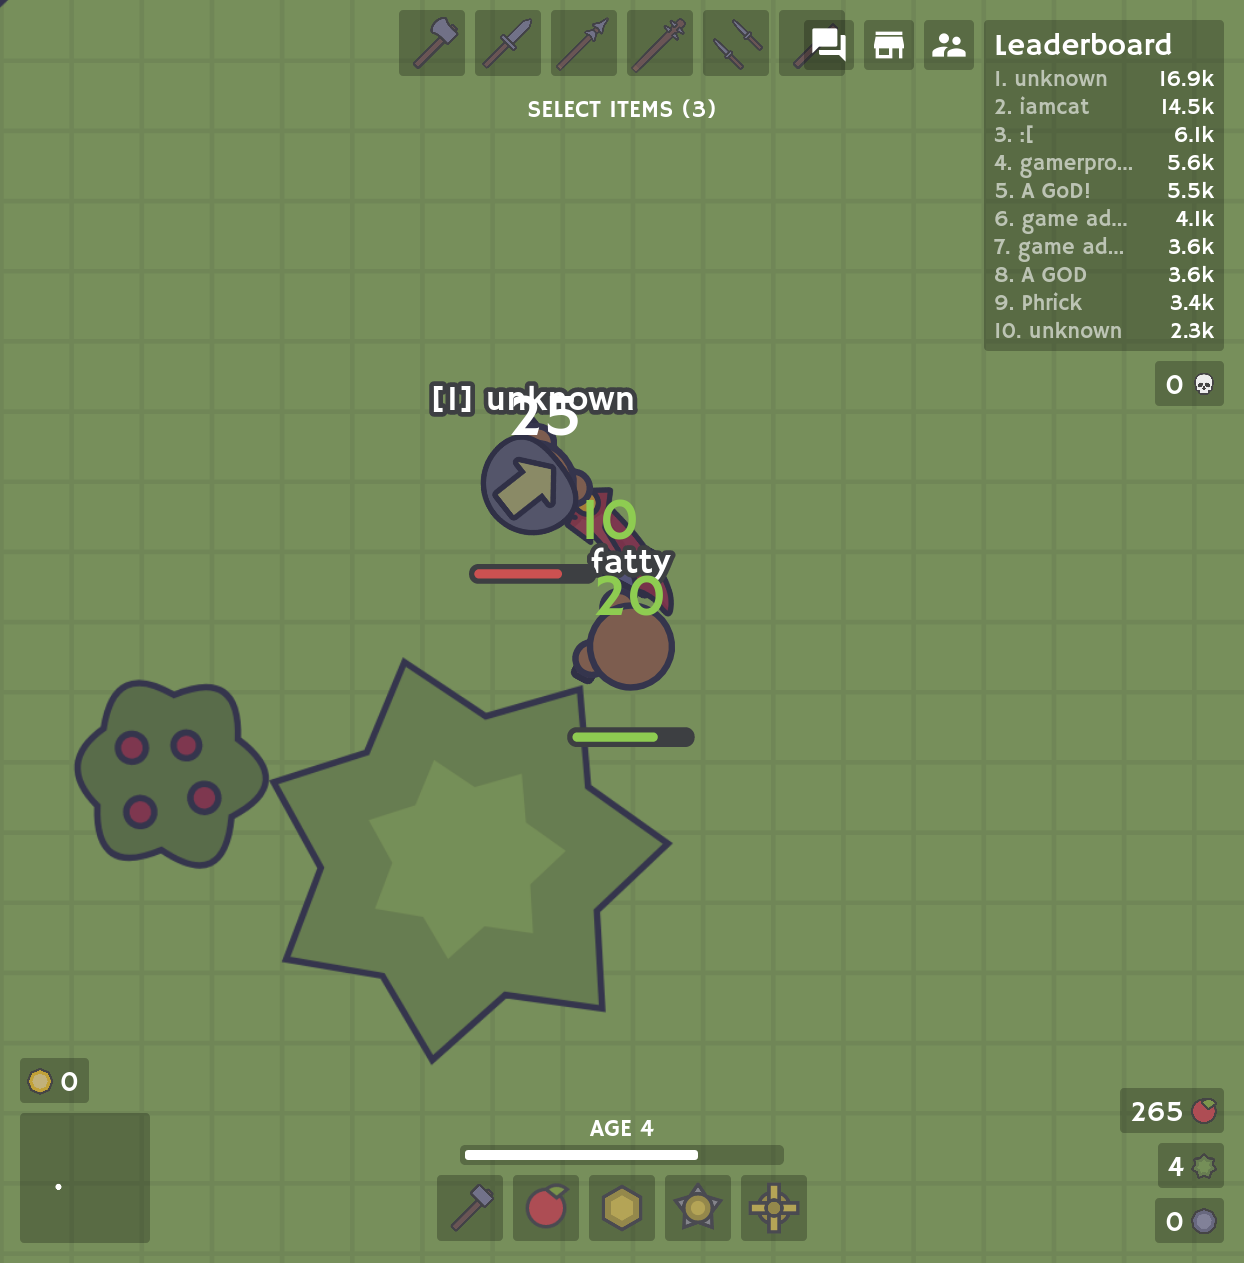 SELECT ITEMS (3)
Leaderboard
1. unknown 16.9k
2. iamcat 14.5k
3. :[ 6.1k
4. gamerpro... 5.6k
5. A GoD! 5.5k
6. game ad... 4.1k
7. game ad... 3.6k
8. A GOD 3.6k
9. Phrick 3.4k
10. unknown 2.3k
0
[I] unknown
25
10
fatty
20
0
AGE 4
265
4
0